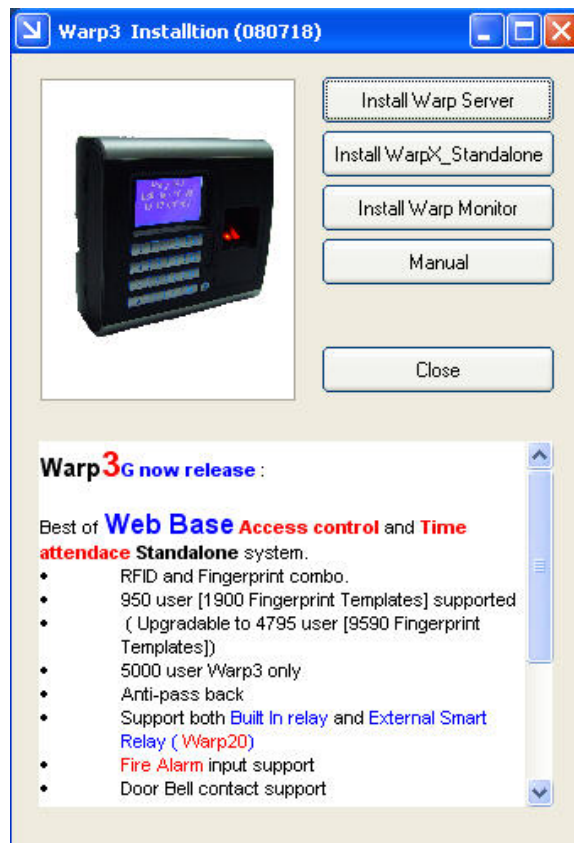 Warp3 Installtion (080718)
Install Warp Server
Install WarpX_Standalone
Install Warp Monitor
Manual
Close
Warp3G now release :
Best of Web Base Access control and Time
attendace Standalone system.
• RFID and Fingerprint combo.
• 950 user [1900 Fingerprint Templates] supported
• ( Upgradable to 4795 user [9590 Fingerprint
Templates])
• 5000 user Warp3 only
• Anti-pass back
• Support both Built In relay and External Smart
Relay ( Warp20)
• Fire Alarm input support
• Door Bell contact support